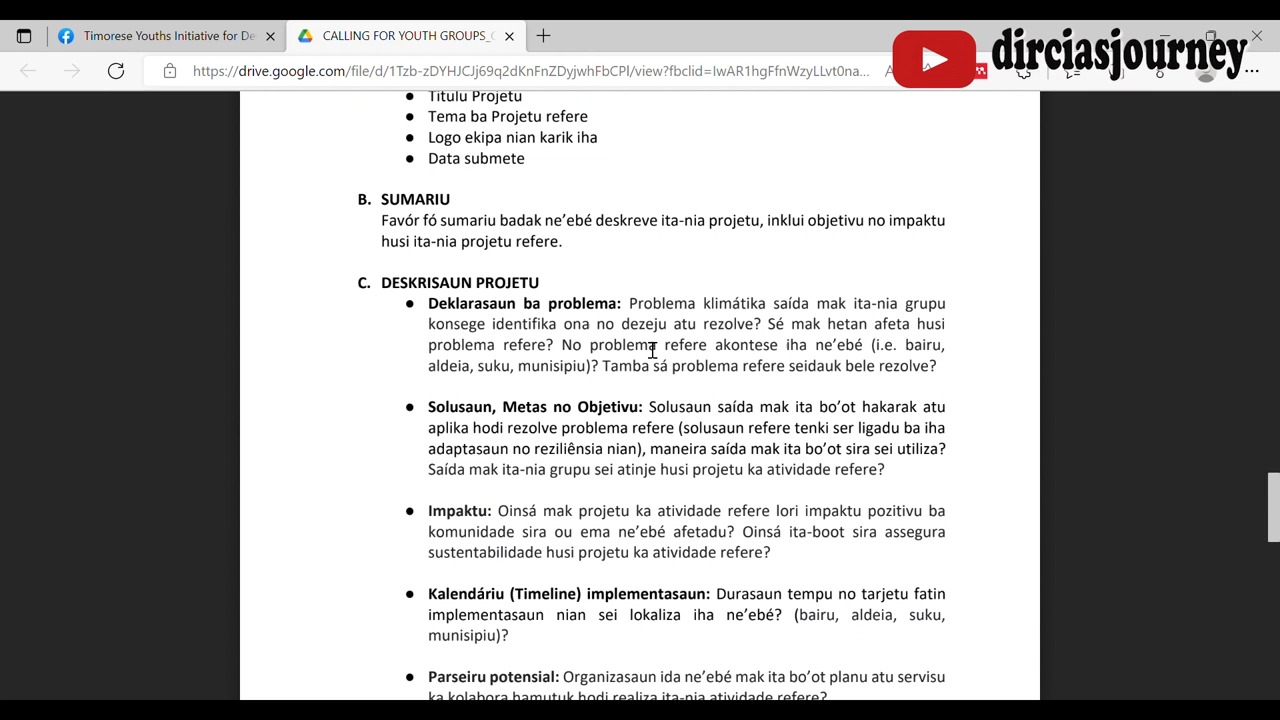 Timorese Youths Initiative for De
CALLING FOR YOUTH GROUPS_
dirciasjourney
https://drive.google.com/file/d/1Tzb-zDYHJCJj69q2dKnFnZDyjwhFbCPl/view?fbclid=IwAR1hgFfnWzyLLvt0na...
• Titulu Projetu
• Tema ba Projetu refere
• Logo ekipa nian karik iha
• Data submete
B. SUMARIU
Favór fó sumariu badak ne’ebé deskreve ita-nia projetu, inklui objetivu no impaktu
husi ita-nia projetu refere.
C. DESKRISAUN PROJETU
• Deklarasaun ba problema: Problema klimátika saída mak ita-nia grupu
konsege identifika ona no dezeju atu rezolve? Sé mak hetan afeta husi
problema refere? No problema refere akontese iha ne’ebé (i.e. bairu,
aldeia, suku, munisipiu)? Tamba sá problema refere seidauk bele rezolve?
• Solusaun, Metas no Objetivu: Solusaun saída mak ita bo’ot hakarak atu
aplika hodi rezolve problema refere (solusaun refere tenki ser ligadu ba iha
adaptasaun no reziliênsia nian), maneira saída mak ita bo’ot sira sei utiliza?
Saída mak ita-nia grupu sei atinje husi projetu ka atividade refere?
• Impaktu: Oinsá mak projetu ka atividade refere lori impaktu pozitivu ba
komunidade sira ou ema ne’ebé afetadu? Oinsá ita-boot sira assegura
sustentabilidade husi projetu ka atividade refere?
• Kalendáriu (Timeline) implementasaun: Durasaun tempu no tarjetu fatin
implementasaun nian sei lokaliza iha ne’ebé? (bairu, aldeia, suku,
munisipiu)?
• Parseiru potensial: Organizasaun ida ne’ebé mak ita bo’ot planu atu servisu
ka kolabora hamutuk hodi realiza ita-nia atividade refere?